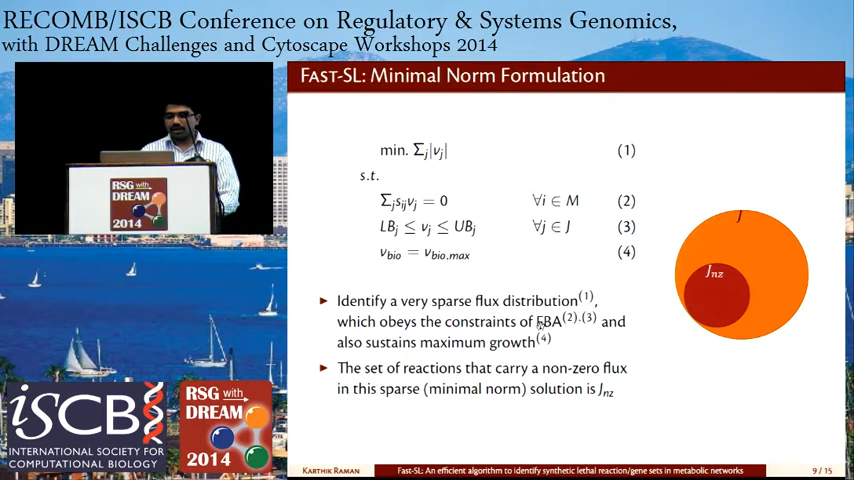 RECOMB/ISCB Conference on Regulatory & Systems Genomics,
with DREAM Challenges and Cytoscape Workshops 2014
FAST-SL: MINIMAL NORM FORMULATION
min. Σj|vj| (1)
s.t.
Σjsijvj = 0 ∀i ∈ M (2)
LBj ≤ vj ≤ UBj ∀j ∈ J (3)
vbio = vbio,max (4)
J
Jnz
▶ Identify a very sparse flux distribution(1),
which obeys the constraints of FBA(2),(3) and
also sustains maximum growth(4)
▶ The set of reactions that carry a non-zero flux
in this sparse (minimal norm) solution is Jnz
RSG with
DREAM
2014
iSCB
INTERNATIONAL SOCIETY FOR
COMPUTATIONAL BIOLOGY
RSG with
DREAM
2014
KARTHIK RAMAN
Fast-SL: An efficient algorithm to identify synthetic lethal reaction/gene sets in metabolic networks
9 / 15